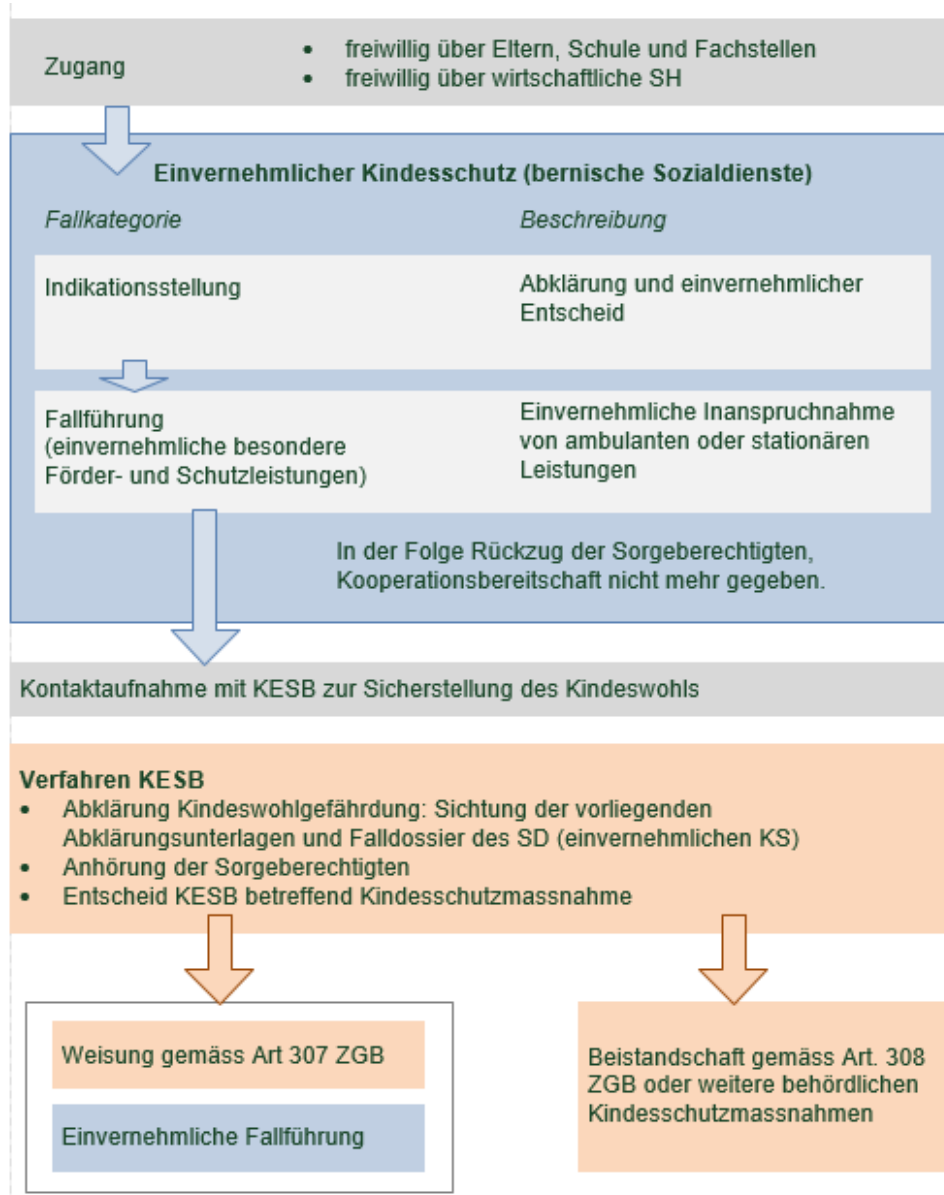 Zugang
• freiwillig über Eltern, Schule und Fachstellen
• freiwillig über wirtschaftliche SH
Einvernehmlicher Kindesschutz (bernische Sozialdienste)
Fallkategorie
Beschreibung
Indikationsstellung
Abklärung und einvernehmlicher
Entscheid
Fallführung
(einvernehmliche besondere
Förder- und Schutzleistungen)
Einvernehmliche Inanspruchnahme
von ambulanten oder stationären
Leistungen
In der Folge Rückzug der Sorgeberechtigten,
Kooperationsbereitschaft nicht mehr gegeben.
Kontaktaufnahme mit KESB zur Sicherstellung des Kindeswohls
Verfahren KESB
• Abklärung Kindeswohlgefährdung: Sichtung der vorliegenden
Abklärungsunterlagen und Falldossier des SD (einvernehmlichen KS)
• Anhörung der Sorgeberechtigten
• Entscheid KESB betreffend Kindesschutzmassnahme
Weisung gemäss Art 307 ZGB
Einvernehmliche Fallführung
Beistandschaft gemäss Art. 308
ZGB oder weitere behördlichen
Kindesschutzmassnahmen